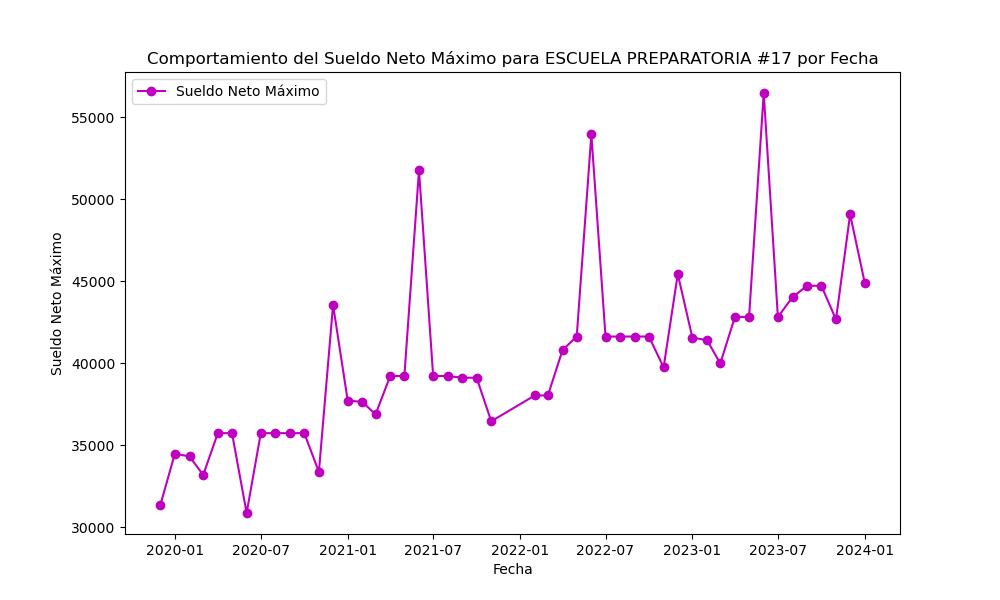 Comportamiento del Sueldo Neto Máximo para ESCUELA PREPARATORIA #17 por Fecha
Sueldo Neto Máximo
55000
50000
45000
40000
35000
30000
Sueldo Neto Máximo
2020-01 2020-07 2021-01 2021-07 2022-01 2022-07 2023-01 2023-07 2024-01
Fecha